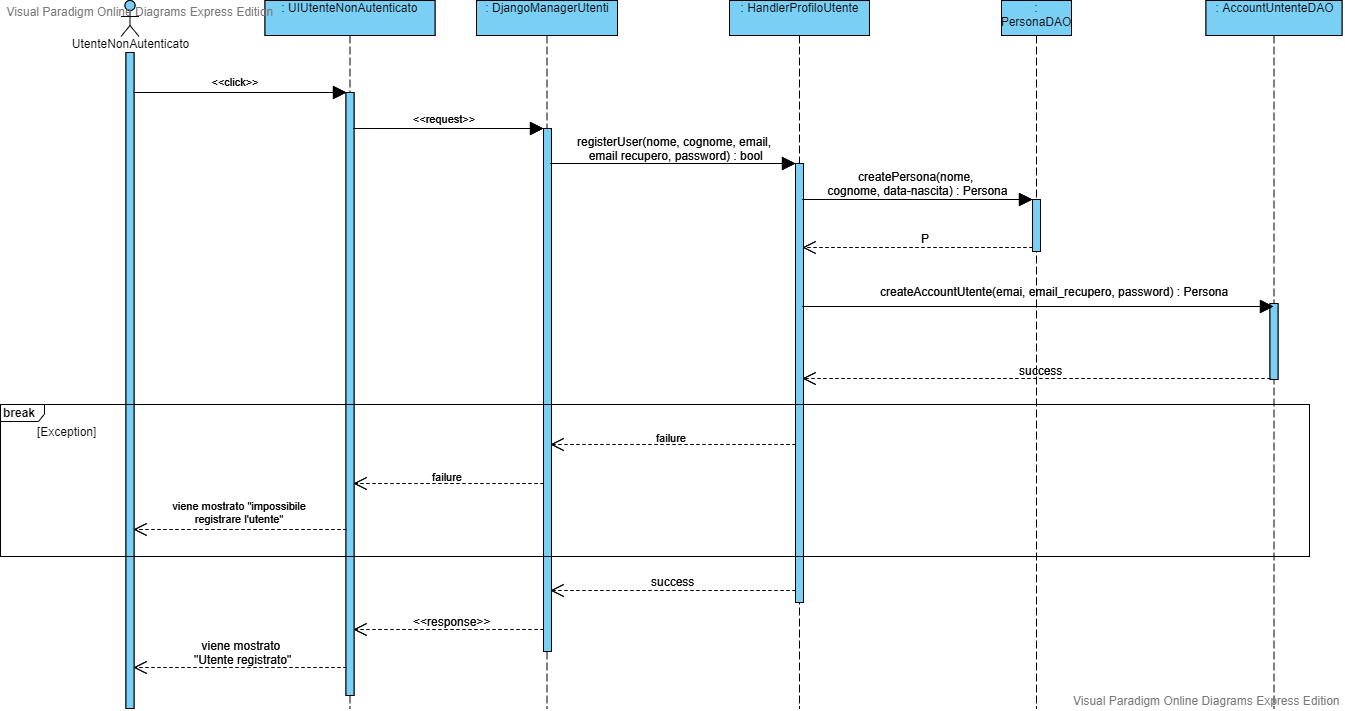 Visual Paradigm Online Diagrams Express Edition
UtenteNonAutenticato
: UIUtenteNonAutenticato
: DjangoManagerUtenti
: HandlerProfiloUtente
:
PersonaDAO
: AccountUntenteDAO
<<click>>
<<request>>
registerUser(nome, cognome, email,
email recupero, password) : bool
createPersona(nome,
cognome, data-nascita) : Persona
P
createAccountUtente(emai, email_recupero, password) : Persona
success
break
[Exception]
failure
failure
viene mostrato "impossibile
registrare l'utente"
success
<<response>>
viene mostrato
"Utente registrato"
Visual Paradigm Online Diagrams Express Edition